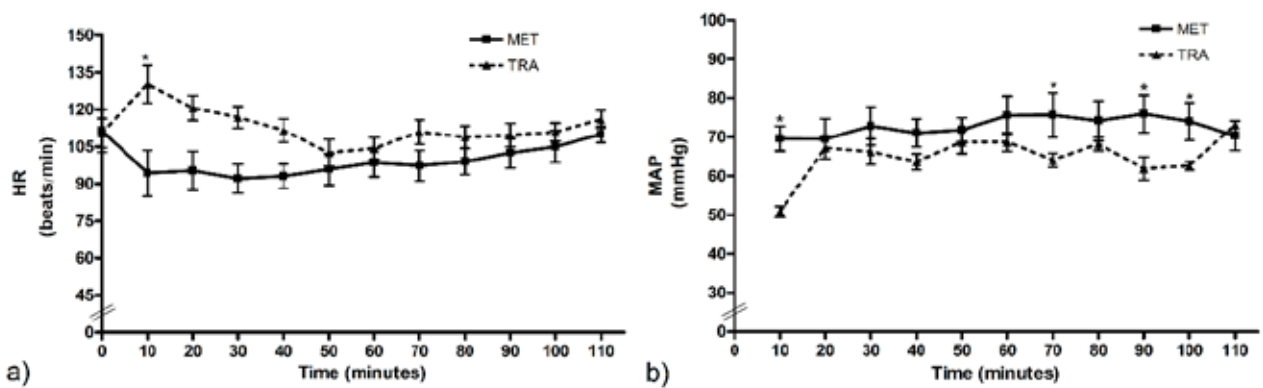 150
135
120
105
90
75
60
45
0
HR
(beats/min)
*
MET
TRA
0 10 20 30 40 50 60 70 80 90 100 110
Time (minutes)
a)
100
90
80
70
60
50
40
30
0
MAP
(mmHg)
MET
TRA
* * * *
0 10 20 30 40 50 60 70 80 90 100 110
Time (minutes)
b)